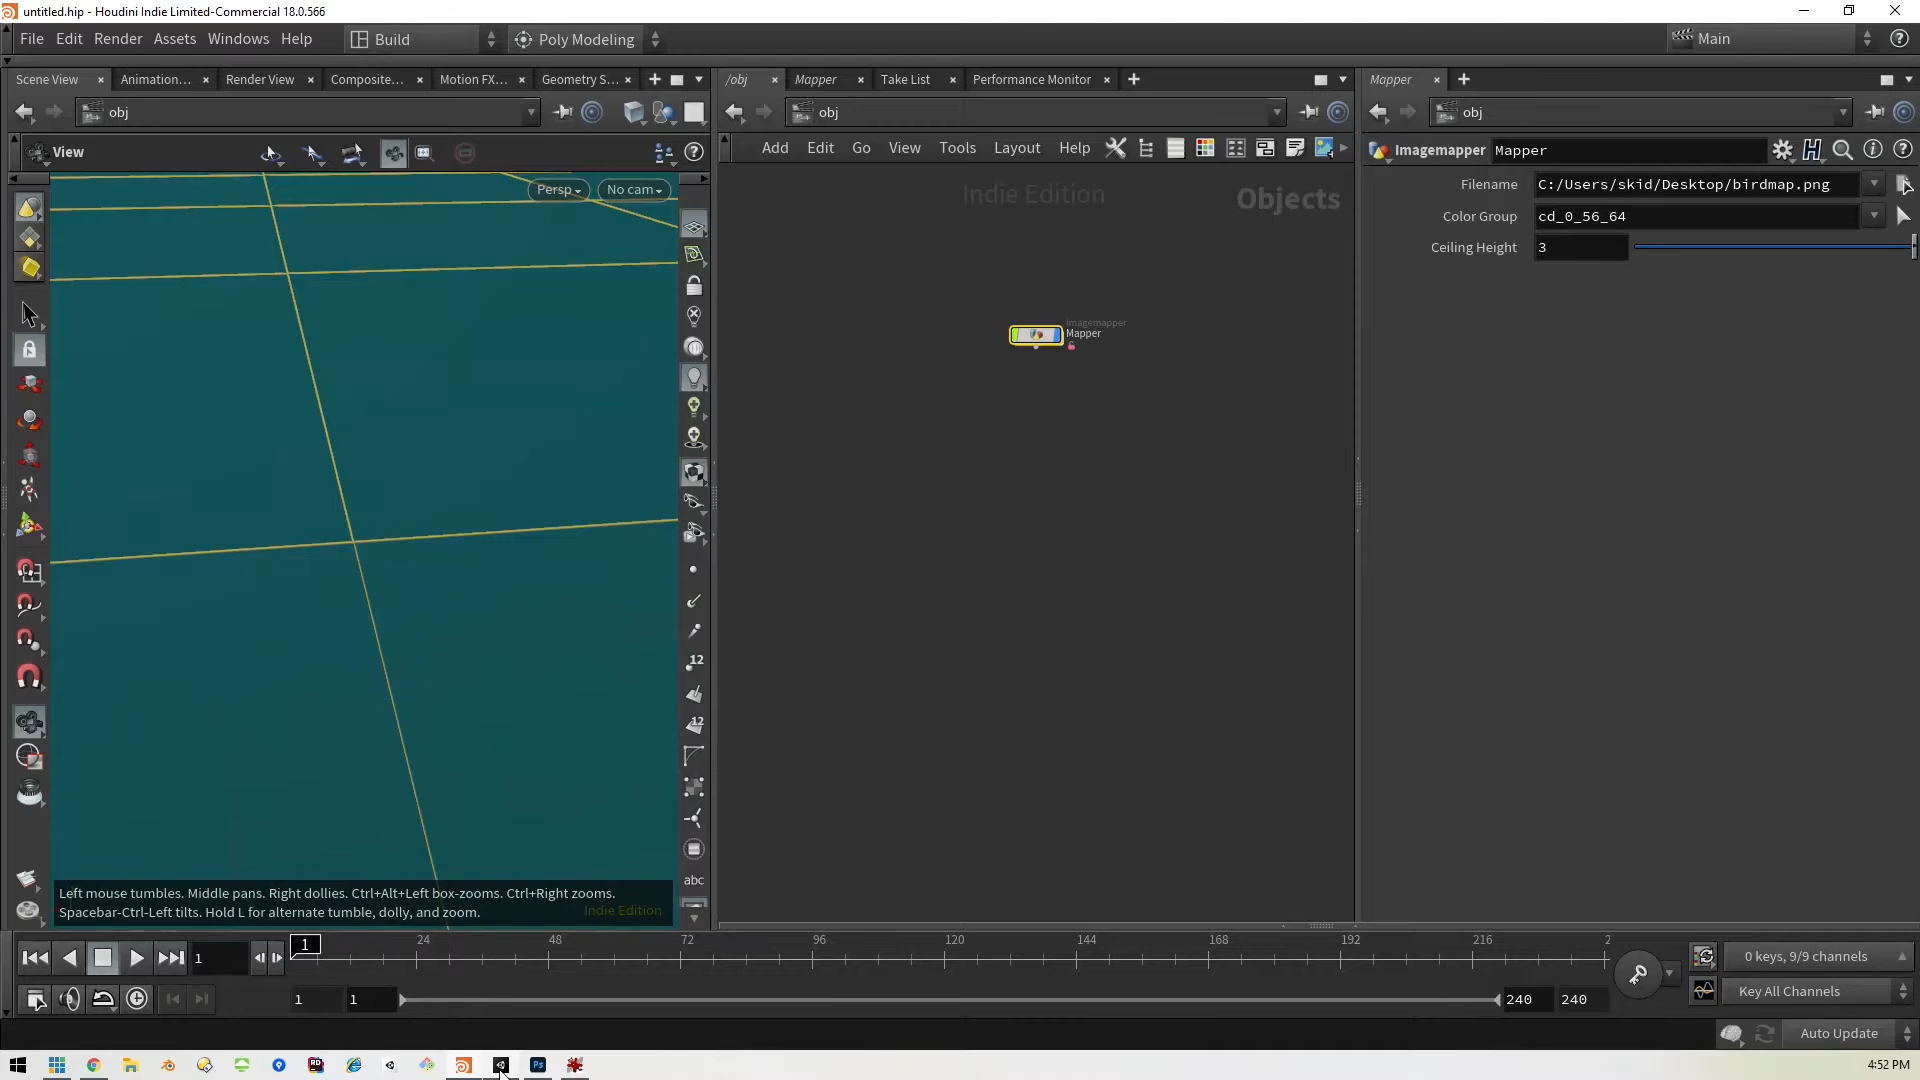 untitled.hip - Houdini Indie Limited-Commercial 18.0.566
File Edit Render Assets Windows Help
Build
Poly Modeling
Main
Scene View
Animation...
Render View
Composite...
Motion FX...
Geometry S...
/obj
Mapper
Take List
Performance Monitor
Mapper
obj
obj
obj
View
Add Edit Go View Tools Layout Help
Imagemapper Mapper
Persp
No cam
Indie Edition
Objects
Filename C:/Users/skid/Desktop/birdmap.png
Color Group cd_0_56_64
Ceiling Height 3
Imagemapper
Mapper
12
12
abc
Left mouse tumbles. Middle pans. Right dollies. Ctrl+Alt+Left box-zooms. Ctrl+Right zooms.
Spacebar-Ctrl-Left tilts. Hold L for alternate tumble, dolly, and zoom.
Indie Edition
1
1
24 48 72 96 120 144 168 192 216 2
0 keys, 9/9 channels
1 1 240 240
Key All Channels
Auto Update
RD
Ps
4:52 PM